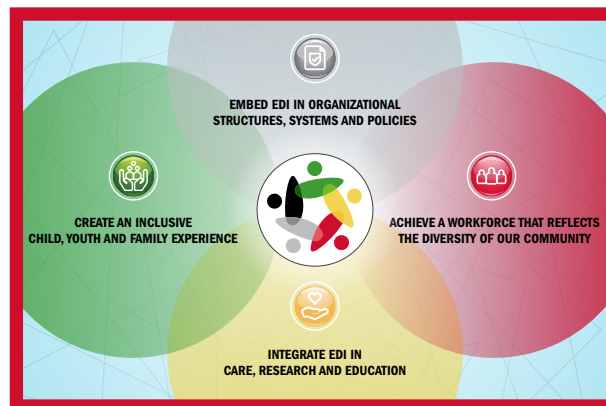 EMBED EDI IN ORGANIZATIONAL
STRUCTURES, SYSTEMS AND POLICIES
CREATE AN INCLUSIVE
CHILD, YOUTH AND FAMILY EXPERIENCE
ACHIEVE A WORKFORCE THAT REFLECTS
THE DIVERSITY OF OUR COMMUNITY
INTEGRATE EDI IN
CARE, RESEARCH AND EDUCATION